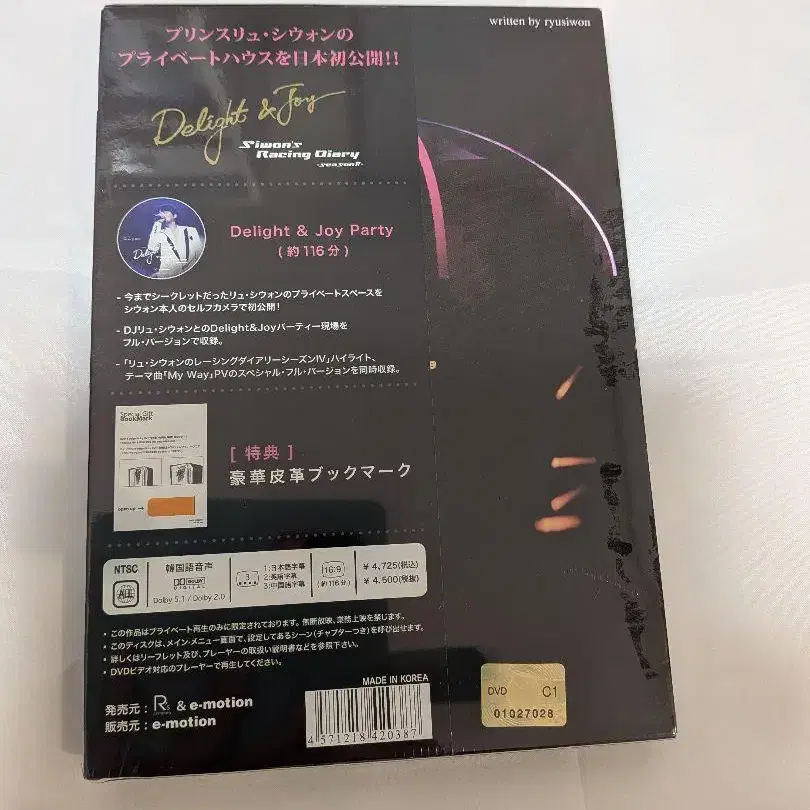 written by ryusiwon
プリンスリュ・シウォンの
プライベートハウスを日本初公開!!
Delight & Joy
Siwon's
Racing Diary
Delight & Joy Party
(約116分)
- 今までシークレットだったリュ・シウォンのプライベートスペースを
シウォン本人のセルフカメラで初公開!
- DJリュ・シウォンとのDelight&Joyパーティー現場を
フル・バージョンで収録。
- 「リュ・シウォンのレーシングダイアリーシーズンⅣ」ハイライト、
テーマ曲「My Way」PVのスペシャル・フル・バージョンを同時収録。
Special Gift
BookMark
[ 特典 ]
豪華皮革ブックマーク
NTSC
ALL
韓国語音声
DOLBY
DIGITAL
Dolby 5.1 / Dolby 2.0
3
1:日本語字幕
2:英語字幕
3:中国語字幕
16:9
(約116分)
¥ 4,725(税込)
¥ 4,500(税抜)
• この作品はプライベート再生のみに限定されております。無断放映、業務上映を禁じます。
• このディスクは、メイン・メニュー画面で、設定してあるシーン(チャプターつき)を呼び出せます。
• 詳しくはリーフレット及び、プレーヤーの取扱い説明書などを参照下さい。
• DVDビデオ対応のプレーヤーで再生してください。
MADE IN KOREA
発売元 : R's & e-motion
販売元 : e-motion
4 571218 420387
DVD C1
01027028